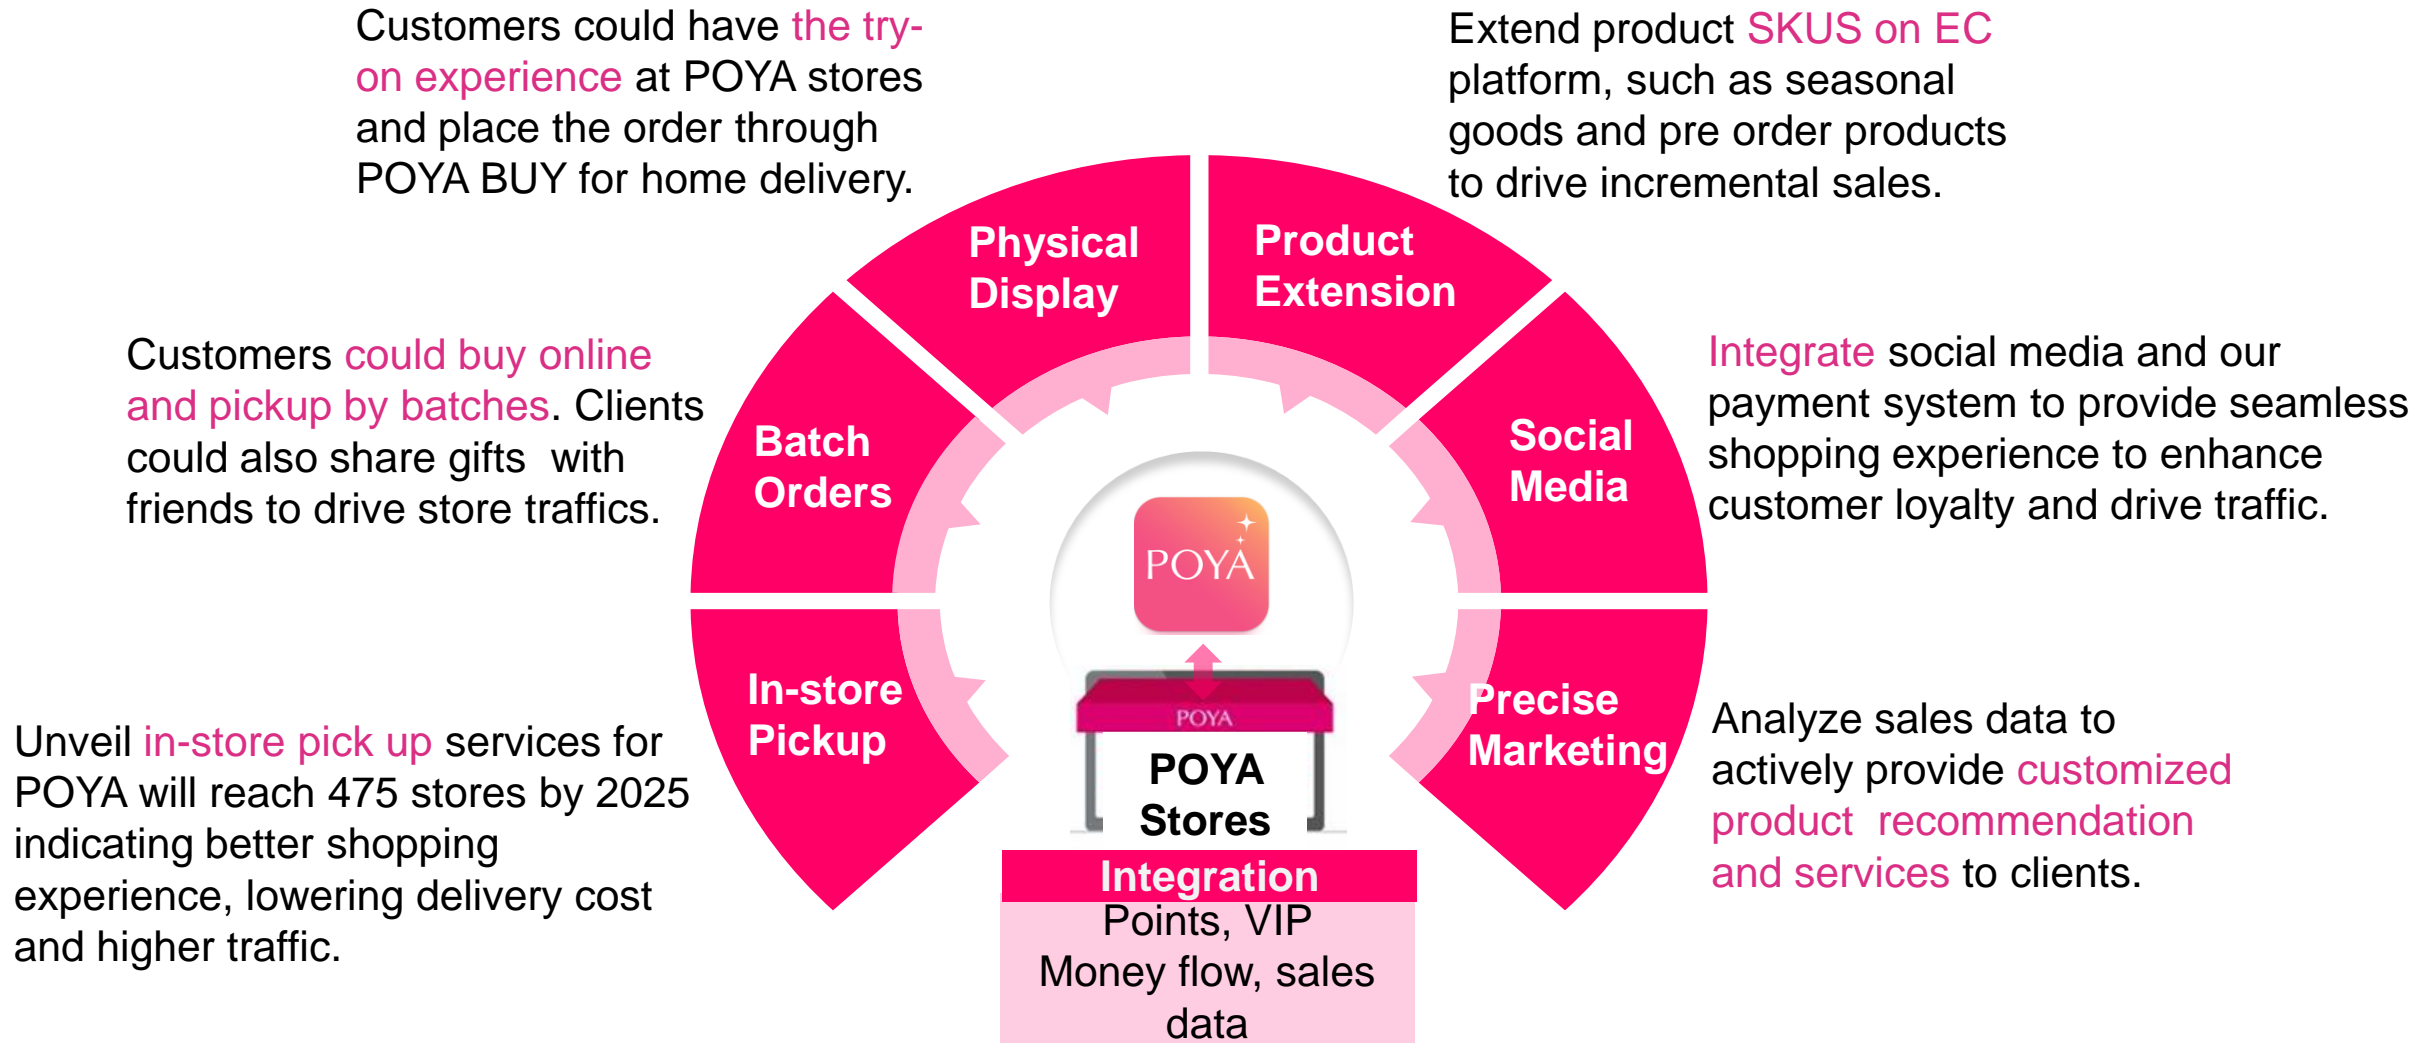 Customers could have the try-
on experience at POYA stores
and place the order through
POYA BUY for home delivery.
Extend product SKUS on EC
platform, such as seasonal
goods and pre order products
to drive incremental sales.
Physical
Display
Product
Extension
Customers could buy online
and pickup by batches. Clients
could also share gifts  with
friends to drive store traffics.
Batch
Orders
Social
Media
Integrate social media and our
payment system to provide seamless
shopping experience to enhance
customer loyalty and drive traffic.
POYA
Unveil in-store pick up services for
POYA will reach 475 stores by 2025
indicating better shopping
experience, lowering delivery cost
and higher traffic.
In-store
Pickup
POYA
POYA
Stores
Precise
Marketing
Analyze sales data to
actively provide customized
product  recommendation
and services to clients.
Integration
Points, VIP
Money flow, sales
data